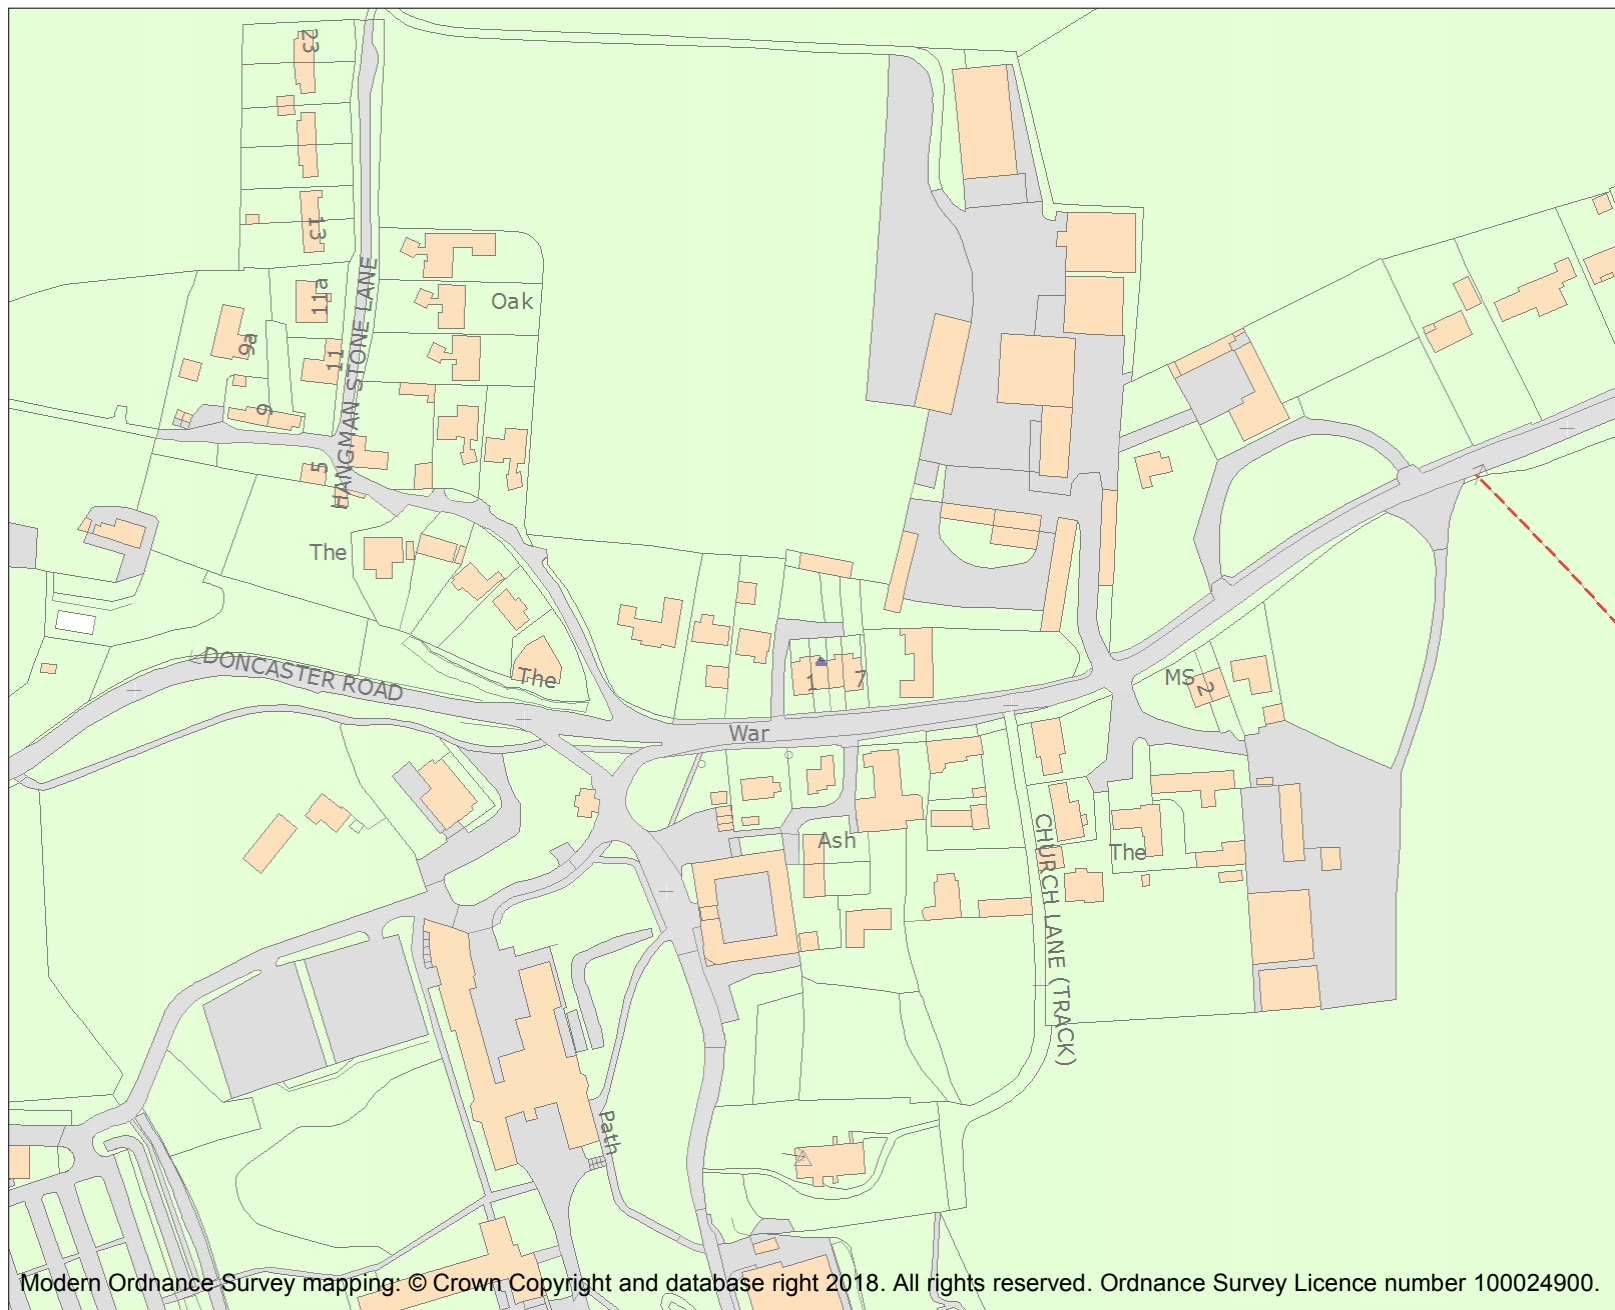 23
13
11a
9a
11
9
5
HANGMAN STONE LANE
Oak
The
The
DONCASTER ROAD
1
7
War
MS
2
Ash
The
CHURCH LANE (TRACK)
Path
Modern Ordnance Survey mapping: © Crown Copyright and database right 2018. All rights reserved. Ordnance Survey Licence number 100024900.